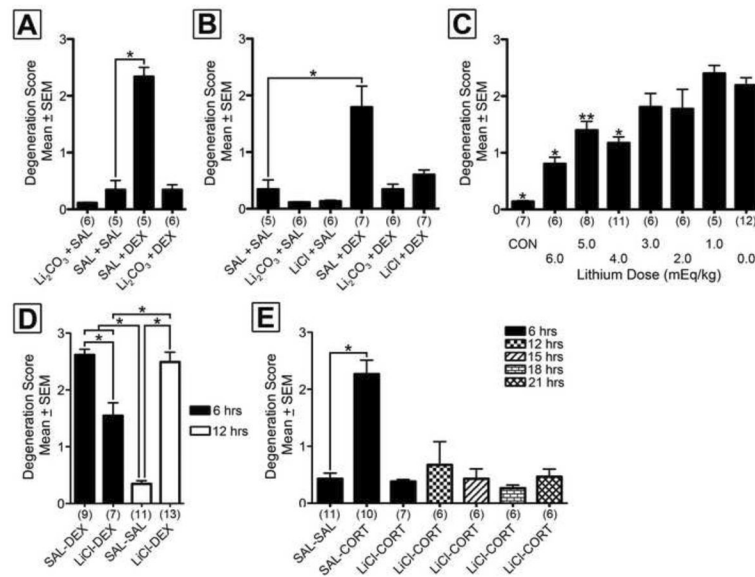 A
Degeneration Score
Mean ± SEM
3
2
1
0
*
(6)
(5)
(5)
(6)
Li₂CO₃ + SAL
SAL + SAL
SAL + DEX
Li₂CO₃ + DEX
B
Degeneration Score
Mean ± SEM
3
2
1
0
*
(5)
(6)
(6)
(7)
(6)
(7)
SAL + SAL
Li₂CO₃ + SAL
LiCl + SAL
SAL + DEX
Li₂CO₃ + DEX
LiCl + DEX
C
Degeneration Score
Mean ± SEM
3
2
1
0
*
*
**
*
(7)
(6)
(8)
(11)
(6)
(6)
(5)
(12)
CON 5.0 3.0 1.0
6.0 4.0 2.0 0.0
Lithium Dose (mEq/kg)
D
Degeneration Score
Mean ± SEM
3
2
1
0
*
*
*
*
6 hrs
12 hrs
(9)
(7)
(11)
(13)
SAL-DEX
LiCl-DEX
SAL-SAL
LiCl-DEX
E
Degeneration Score
Mean ± SEM
3
2
1
0
*
6 hrs
12 hrs
15 hrs
18 hrs
21 hrs
(11)
(10)
(7)
(6)
(6)
(6)
(6)
SAL-SAL
SAL-CORT
LiCl-CORT
LiCl-CORT
LiCl-CORT
LiCl-CORT
LiCl-CORT